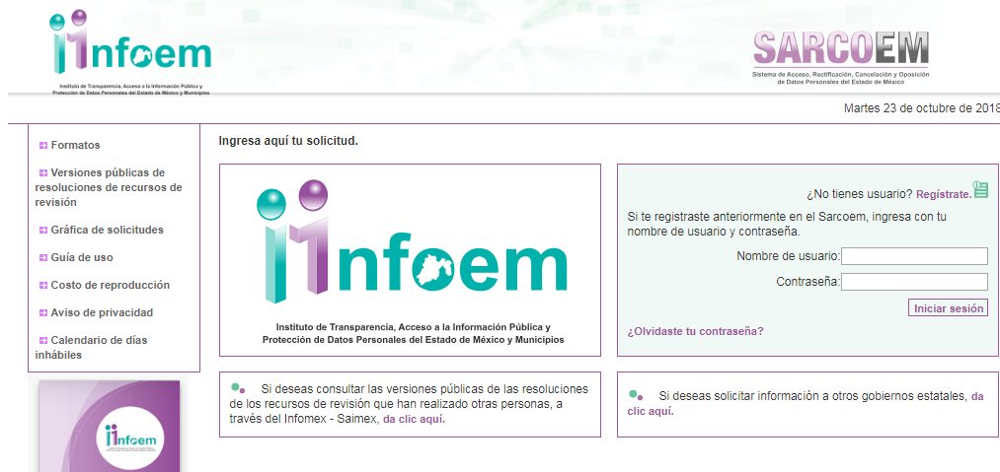 infoem
Instituto de Transparencia, Acceso a la Información Pública y
Protección de Datos Personales del Estado de México y Municipios
SARCOEM
Sistema de Acceso, Rectificación, Cancelación y Oposición
de Datos Personales del Estado de México
Martes 23 de octubre de 2018
Formatos
Versiones públicas de
resoluciones de recursos de
revisión
Gráfica de solicitudes
Guía de uso
Costo de reproducción
Aviso de privacidad
Calendario de días
inhábiles
infoem
Ingresa aquí tu solicitud.
infoem
Instituto de Transparencia, Acceso a la Información Pública y
Protección de Datos Personales del Estado de México y Municipios
¿No tienes usuario? Regístrate.
Si te registraste anteriormente en el Sarcoem, ingresa con tu
nombre de usuario y contraseña.
Nombre de usuario:
Contraseña:
Iniciar sesión
¿Olvidaste tu contraseña?
Si deseas consultar las versiones públicas de las resoluciones
de los recursos de revisión que han realizado otras personas, a
través del Infomex - Saimex, da clic aquí.
Si deseas solicitar información a otros gobiernos estatales, da
clic aquí.